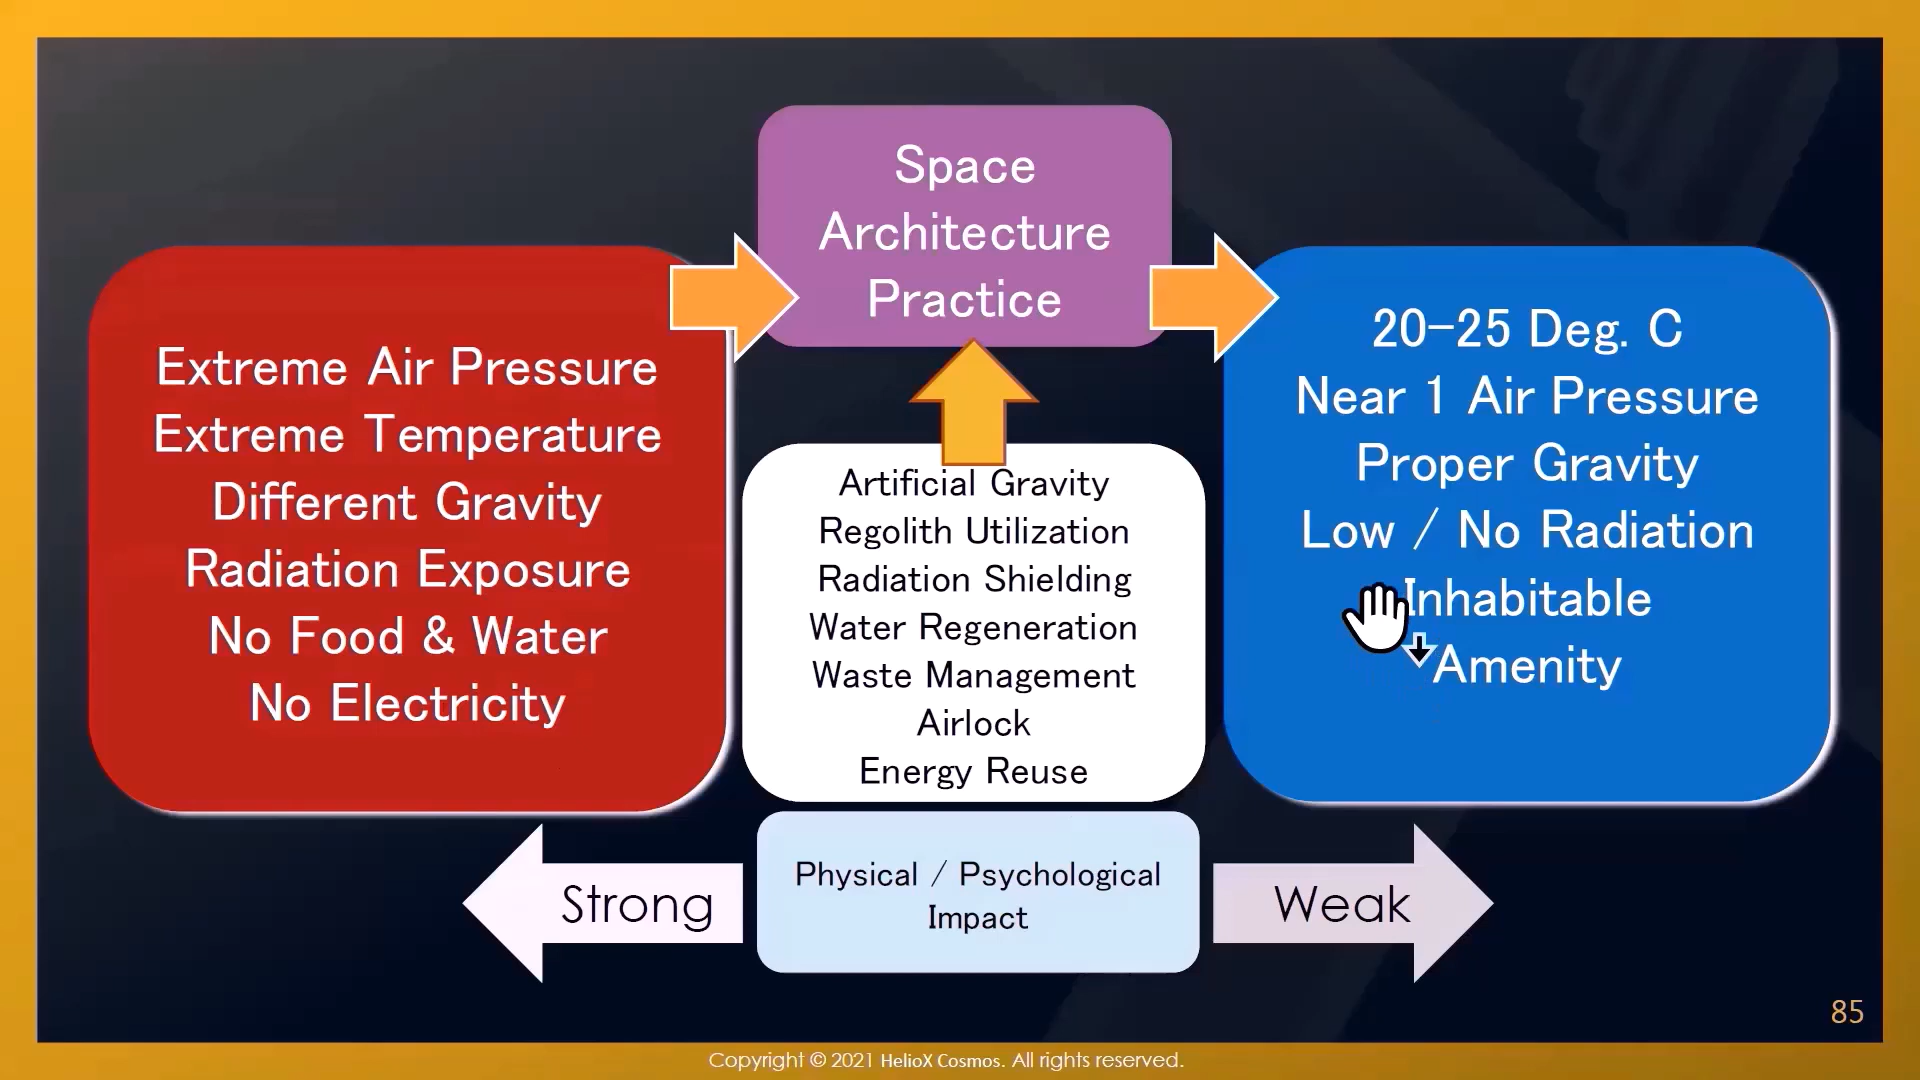 Space
Architecture
Practice
Extreme Air Pressure
Extreme Temperature
Different Gravity
Radiation Exposure
No Food & Water
No Electricity
Artificial Gravity
Regolith Utilization
Radiation Shielding
Water Regeneration
Waste Management
Airlock
Energy Reuse
20-25 Deg. C
Near 1 Air Pressure
Proper Gravity
Low / No Radiation
Inhabitable
Amenity
Strong
Physical / Psychological
Impact
Weak
85
Copyright © 2021 HelioX Cosmos. All rights reserved.